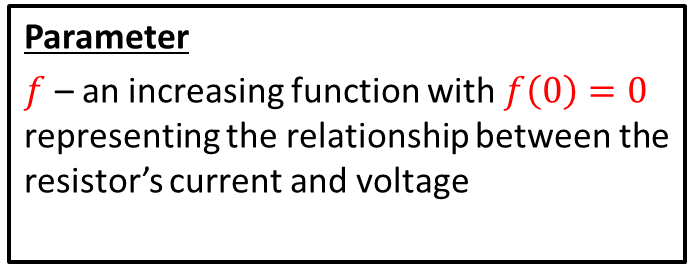 Parameter
f – an increasing function with f(0) = 0
representing the relationship between the
resistor's current and voltage